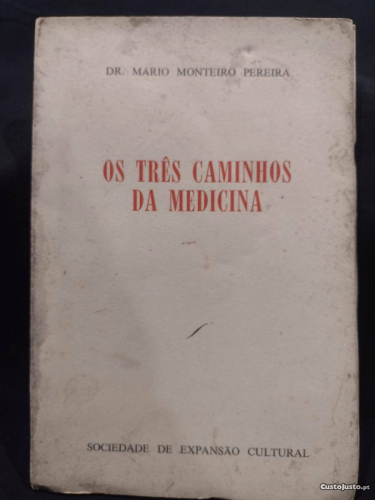 DR. MÁRIO MONTEIRO PEREIRA
OS TRÊS CAMINHOS
DA MEDICINA
SOCIEDADE DE EXPANSÃO CULTURAL
CustoJusto.pt